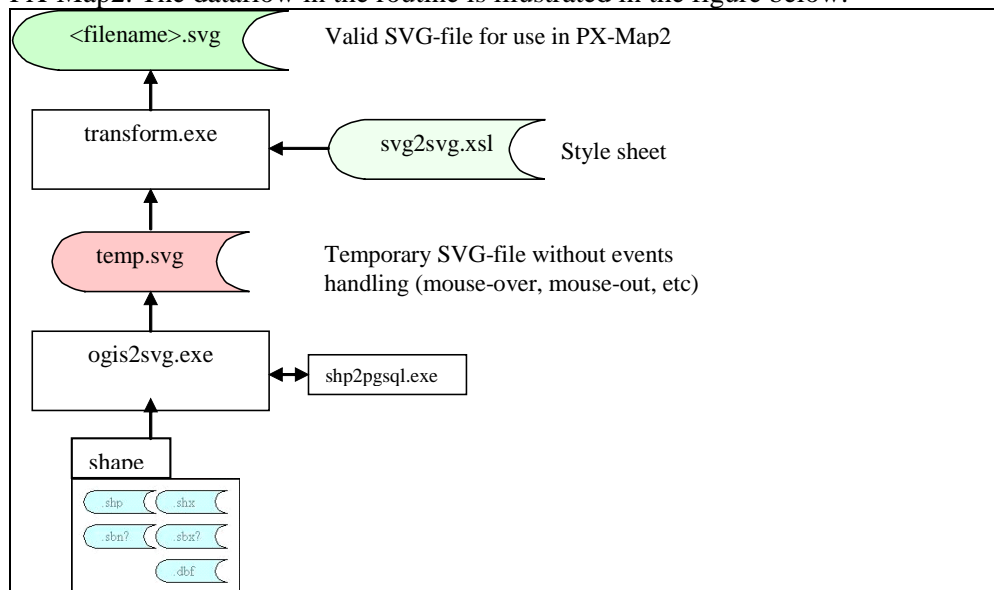 PX-Map2. The dataflow in the routine is illustrated in the figure below.
<filename>.svg
Valid SVG-file for use in PX-Map2
transform.exe
svg2svg.xsl
Style sheet
temp.svg
Temporary SVG-file without events
handling (mouse-over, mouse-out, etc)
ogis2svg.exe
shp2pgsql.exe
shape
.shp
.shx
.sbn?
.sbx?
.dbf